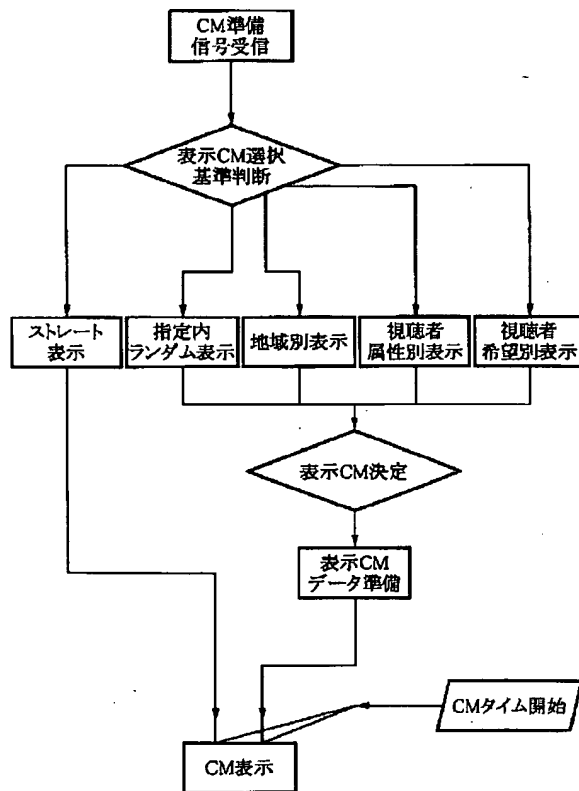 CM準備
信号受信
表示CM選択
基準判断
ストレート
表示
指定内
ランダム表示
地域別表示
視聴者
属性別表示
視聴者
希望別表示
表示CM決定
表示CM
データ準備
CMタイム開始
CM表示